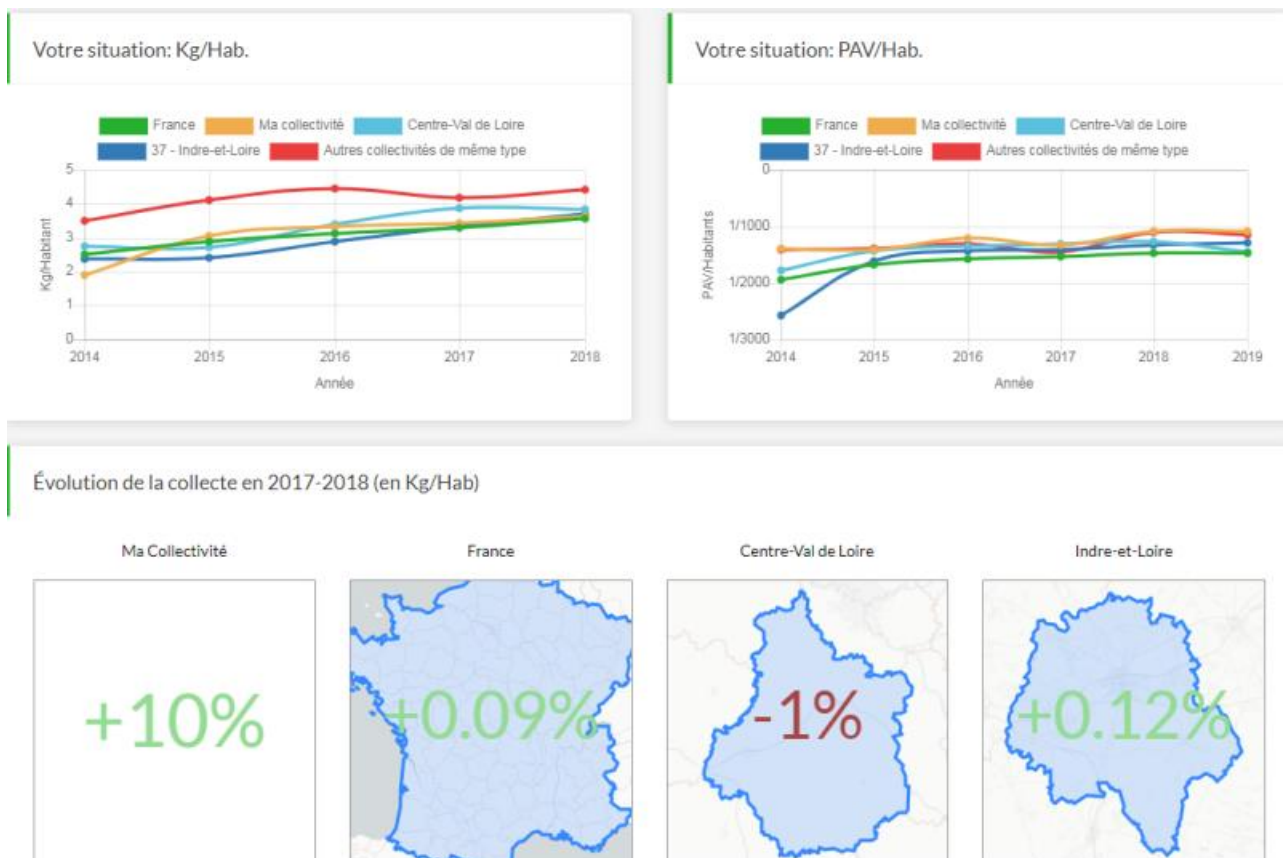 Votre situation: Kg/Hab.
France Ma collectivité Centre-Val de Loire
37 - Indre-et-Loire Autres collectivités de même type
5
4
3
2
1
0
Kg/Habitant
2014 2015 2016 2017 2018
Année
Votre situation: PAV/Hab.
France Ma collectivité Centre-Val de Loire
37 - Indre-et-Loire Autres collectivités de même type
0
1/1000
1/2000
1/3000
PAV/Habitants
2014 2015 2016 2017 2018 2019
Année
Évolution de la collecte en 2017-2018 (en Kg/Hab)
Ma Collectivité France Centre-Val de Loire Indre-et-Loire
+10% +0.09% -1% +0.12%